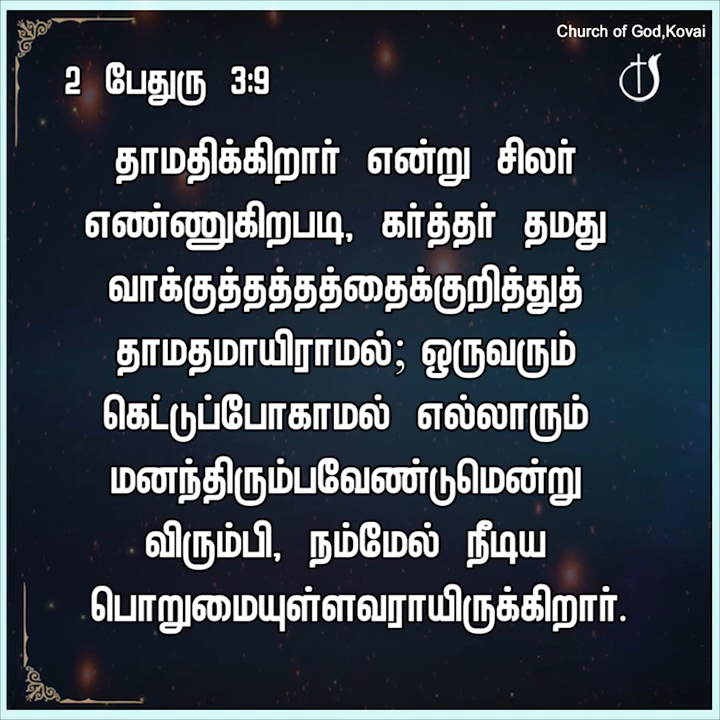 Church of God,Kovai
2 பேதுரு 3:9
தாமதிக்கிறார் என்று சிலர்
எண்ணுகிறபடி, கர்த்தர் தமது
வாக்குத்தத்தத்தைக்குறித்துத்
தாமதமாயிராமல்; ஒருவரும்
கெட்டுப்போகாமல் எல்லாரும்
மனந்திரும்பவேண்டுமென்று
விரும்பி, நம்மேல் நீடிய
பொறுமையுள்ளவராயிருக்கிறார்.